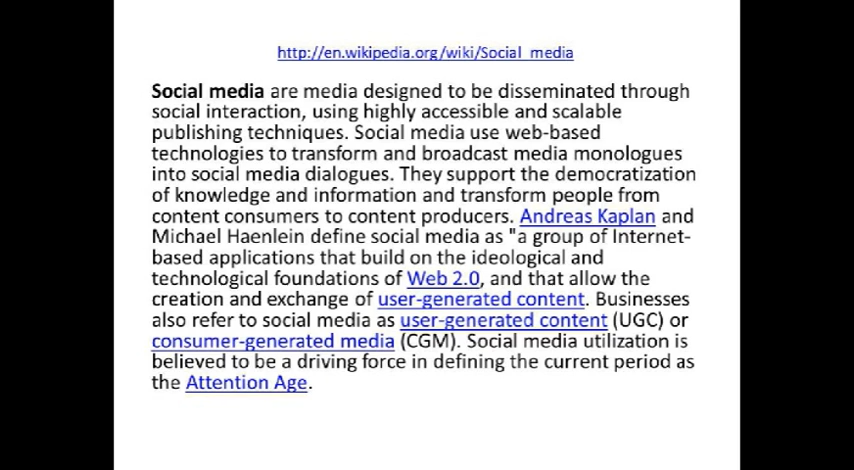 http://en.wikipedia.org/wiki/Social_media
Social media are media designed to be disseminated through
social interaction, using highly accessible and scalable
publishing techniques. Social media use web-based
technologies to transform and broadcast media monologues
into social media dialogues. They support the democratization
of knowledge and information and transform people from
content consumers to content producers. Andreas Kaplan and
Michael Haenlein define social media as "a group of Internet-
based applications that build on the ideological and
technological foundations of Web 2.0, and that allow the
creation and exchange of user-generated content. Businesses
also refer to social media as user-generated content (UGC) or
consumer-generated media (CGM). Social media utilization is
believed to be a driving force in defining the current period as
the Attention Age.